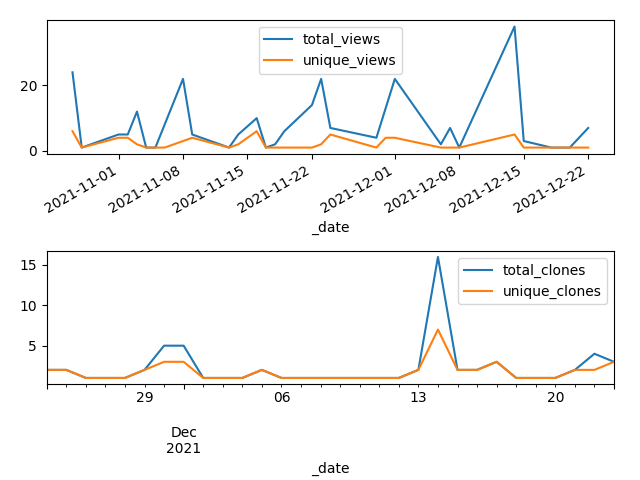 total_views
unique_views
20
0
2021-11-01
2021-11-08
2021-11-15
2021-11-22
2021-12-01
2021-12-08
2021-12-15
2021-12-22
_date
total_clones
unique_clones
15
10
5
29
06
13
20
Dec
2021
_date